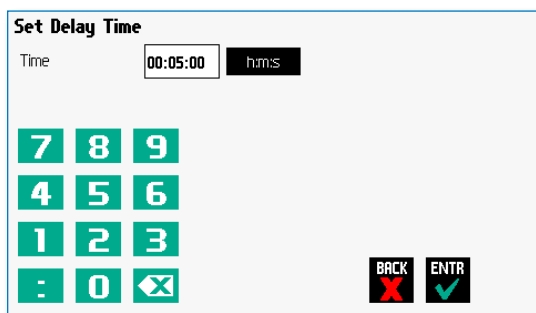 Set Delay Time
Time 00:05:00 h:m:s
7 8 9
4 5 6
1 2 3
: 0 X
BACK ENTR
X